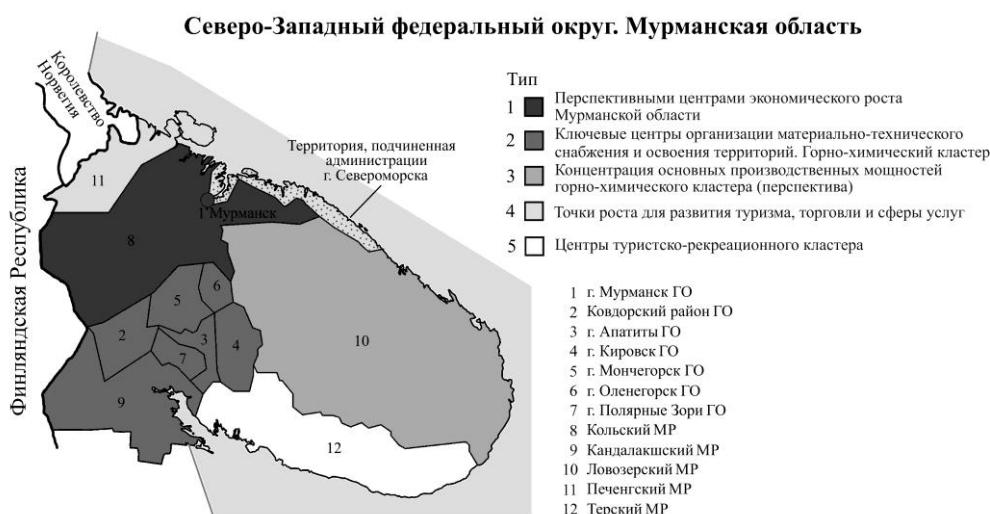 Северо-Западный федеральный округ. Мурманская область
Королевство
Норвегия
Финляндская Республика
Территория, подчиненная
администрации
г. Североморска
11
1 Мурманск
8
6
5
2
3
4
7
10
9
12
Тип
1 Перспективными центрами экономического роста
Мурманской области
2 Ключевые центры организации материально-технического
снабжения и освоения территорий. Горно-химический кластер
3 Концентрация основных производственных мощностей
горно-химического кластера (перспектива)
4 Точки роста для развития туризма, торговли и сферы услуг
5 Центры туристско-рекреационного кластера
1 г. Мурманск ГО
2 Ковдорский район ГО
3 г. Апатиты ГО
4 г. Кировск ГО
5 г. Мончегорск ГО
6 г. Оленегорск ГО
7 г. Полярные Зори ГО
8 Кольский МР
9 Кандалакшский МР
10 Ловозерский МР
11 Печенгский МР
12 Терский МР